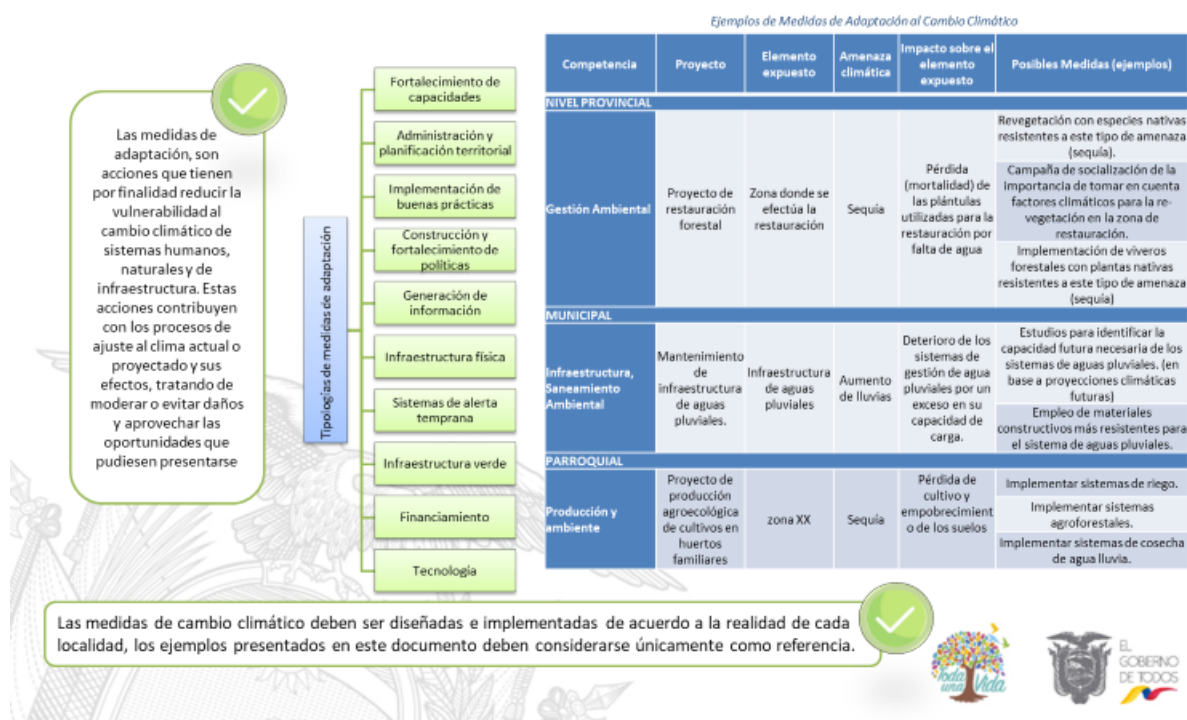 Ejemplos de Medidas de Adaptación al Cambio Climático
Las medidas de
adaptación, son
acciones que tienen
por finalidad reducir la
vulnerabilidad al
cambio climático de
sistemas humanos,
naturales y de
infraestructura. Estas
acciones contribuyen
con los procesos de
ajuste al clima actual o
proyectado y sus
efectos, tratando de
moderar o evitar daños
y aprovechar las
oportunidades que
pudiesen presentarse
Tipologías de medidas de adaptación
Fortalecimiento de
capacidades
Administración y
planificación territorial
Implementación de
buenas prácticas
Construcción y
fortalecimiento de
políticas
Generación de
información
Infraestructura física
Sistemas de alerta
temprana
Infraestructura verde
Financiamiento
Tecnología
Competencia
Proyecto
Elemento
expuesto
Amenaza
climática
Impacto sobre el
elemento
expuesto
Posibles Medidas (ejemplos)
NIVEL PROVINCIAL
Gestión Ambiental
Proyecto de
restauración
forestal
Zona donde se
efectúa la
restauración
Sequía
Pérdida
(mortalidad) de
las plántulas
utilizadas para la
restauración por
falta de agua
Revegetación con especies nativas
resistentes a este tipo de amenaza
(sequía).
Campaña de socialización de la
importancia de tomar en cuenta
factores climáticos para la re-
vegetación en la zona de
restauración.
Implementación de viveros
forestales con plantas nativas
resistentes a este tipo de amenaza
(sequía)
MUNICIPAL
Infraestructura,
Saneamiento
Ambiental
Mantenimiento
de
infraestructura
de aguas
pluviales.
Infraestructura
de aguas
pluviales
Aumento
de lluvias
Deterioro de los
sistemas de
gestión de agua
pluviales por un
exceso en su
capacidad de
carga.
Estudios para identificar la
capacidad futura necesaria de los
sistemas de aguas pluviales. (en
base a proyecciones climáticas
futuras)
Empleo de materiales
constructivos más resistentes para
el sistema de aguas pluviales.
PARROQUIAL
Producción y
ambiente
Proyecto de
producción
agroecológica
de cultivos en
huertos
familiares
zona XX
Sequía
Pérdida de
cultivo y
empobrecimient
o de los suelos
Implementar sistemas de riego.
Implementar sistemas
agroforestales.
Implementar sistemas de cosecha
de agua lluvia.
Las medidas de cambio climático deben ser diseñadas e implementadas de acuerdo a la realidad de cada
localidad, los ejemplos presentados en este documento deben considerarse únicamente como referencia.
Toda
una Vida
EL
GOBIERNO
DE TODOS